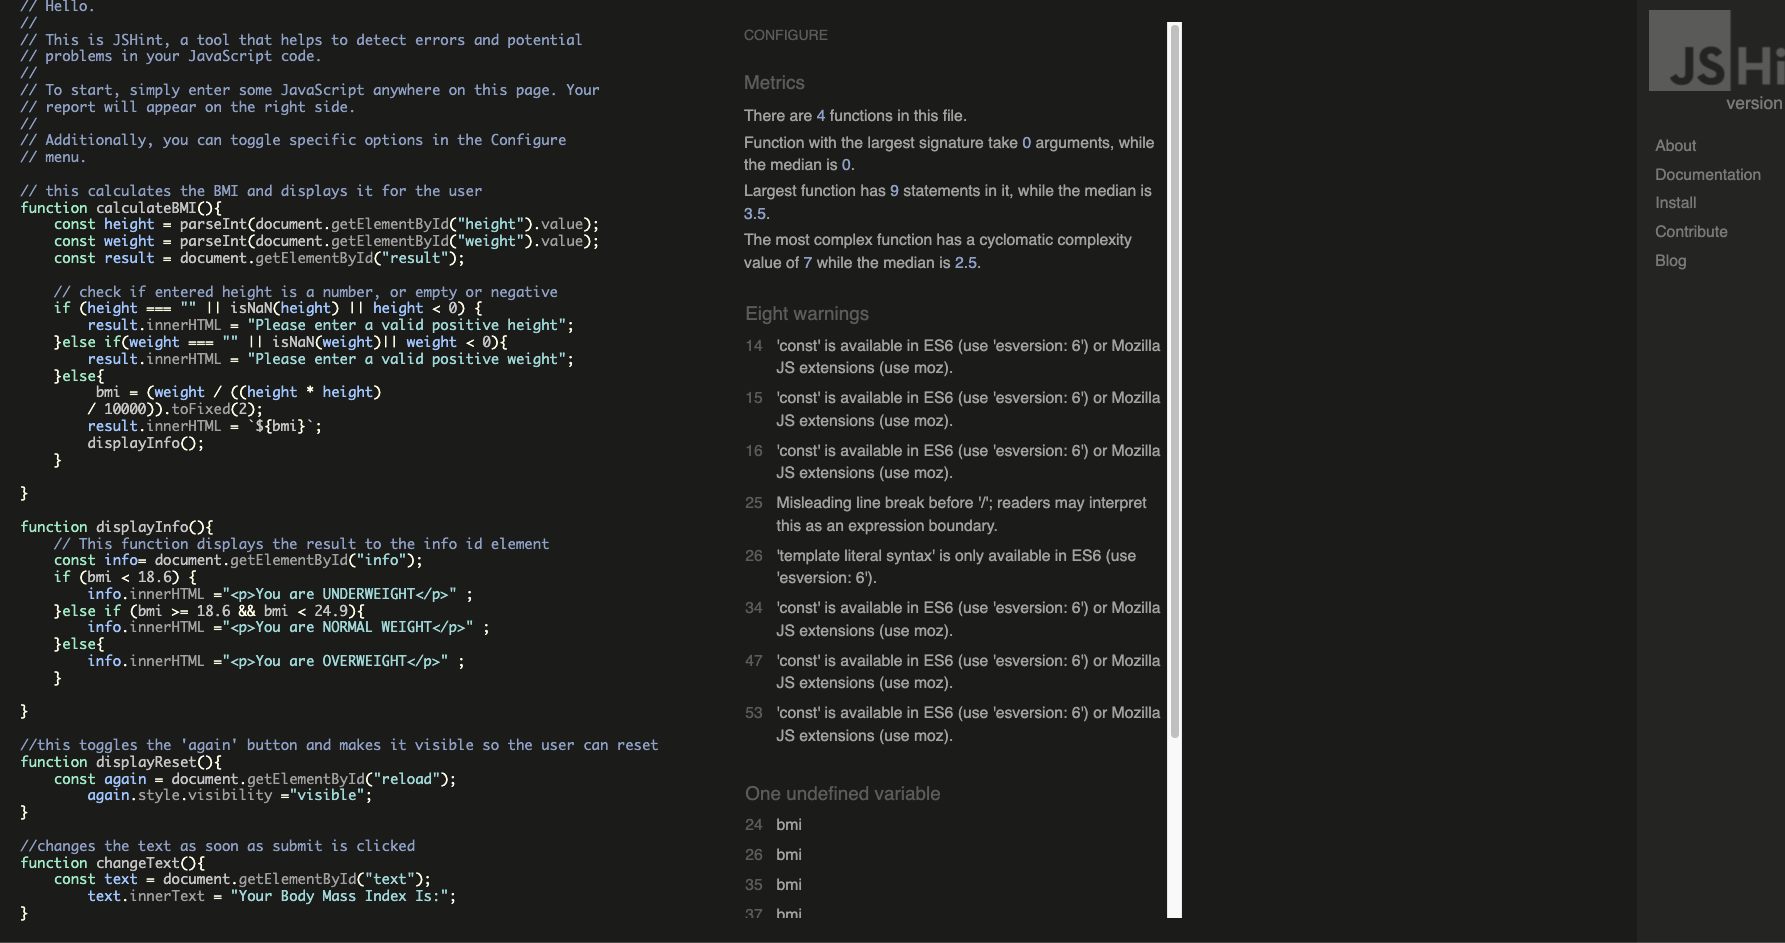 // Hello.
//
// This is JSHint, a tool that helps to detect errors and potential
// problems in your JavaScript code.
//
// To start, simply enter some JavaScript anywhere on this page. Your
// report will appear on the right side.
//
// Additionally, you can toggle specific options in the Configure
// menu.

// this calculates the BMI and displays it for the user
function calculateBMI(){
    const height = parseInt(document.getElementById("height").value);
    const weight = parseInt(document.getElementById("weight").value);
    const result = document.getElementById("result");

    // check if entered height is a number, or empty or negative
    if (height === "" || isNaN(height) || height < 0) {
        result.innerHTML = "Please enter a valid positive height";
    }else if(weight === "" || isNaN(weight)|| weight < 0){
        result.innerHTML = "Please enter a valid positive weight";
    }else{
         bmi = (weight / ((height * height)
        / 10000)).toFixed(2);
        result.innerHTML = `${bmi}`;
        displayInfo();
    }

}

function displayInfo(){
    // This function displays the result to the info id element
    const info= document.getElementById("info");
    if (bmi < 18.6) {
        info.innerHTML ="<p>You are UNDERWEIGHT</p>" ;
    }else if (bmi >= 18.6 && bmi < 24.9){
        info.innerHTML ="<p>You are NORMAL WEIGHT</p>" ;
    }else{
        info.innerHTML ="<p>You are OVERWEIGHT</p>" ;
    }

}

//this toggles the 'again' button and makes it visible so the user can reset
function displayReset(){
    const again = document.getElementById("reload");
        again.style.visibility ="visible";
}

//changes the text as soon as submit is clicked
function changeText(){
    const text = document.getElementById("text");
        text.innerText = "Your Body Mass Index Is:";
}
CONFIGURE
Metrics
There are 4 functions in this file.
Function with the largest signature take 0 arguments, while
the median is 0.
Largest function has 9 statements in it, while the median is
3.5.
The most complex function has a cyclomatic complexity
value of 7 while the median is 2.5.
Eight warnings
14 'const' is available in ES6 (use 'esversion: 6') or Mozilla
JS extensions (use moz).
15 'const' is available in ES6 (use 'esversion: 6') or Mozilla
JS extensions (use moz).
16 'const' is available in ES6 (use 'esversion: 6') or Mozilla
JS extensions (use moz).
25 Misleading line break before '/'; readers may interpret
this as an expression boundary.
26 'template literal syntax' is only available in ES6 (use
'esversion: 6').
34 'const' is available in ES6 (use 'esversion: 6') or Mozilla
JS extensions (use moz).
47 'const' is available in ES6 (use 'esversion: 6') or Mozilla
JS extensions (use moz).
53 'const' is available in ES6 (use 'esversion: 6') or Mozilla
JS extensions (use moz).
One undefined variable
24 bmi
26 bmi
35 bmi
37 bmi
JSHi
version
About
Documentation
Install
Contribute
Blog